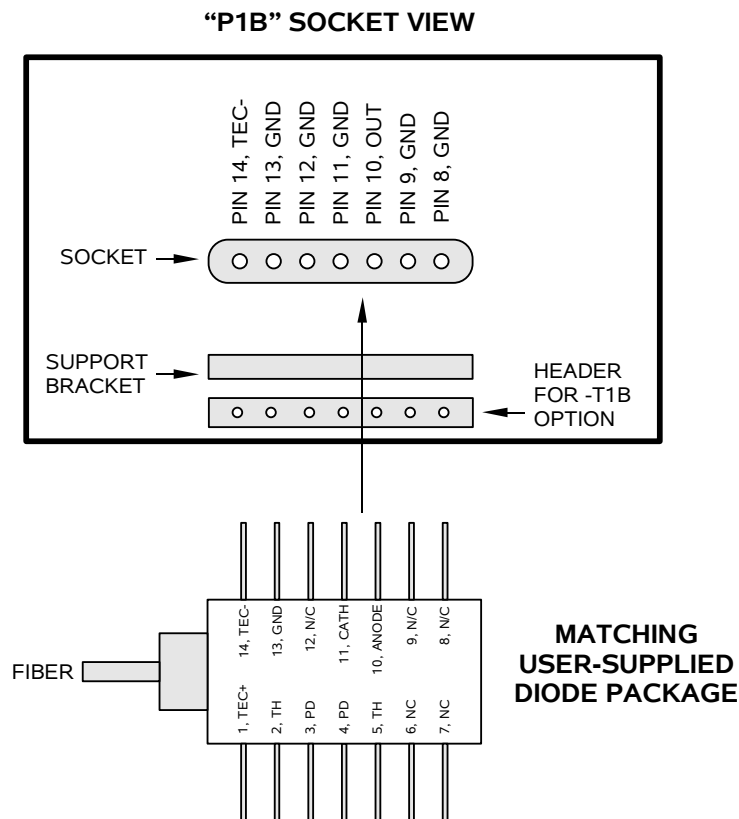 “P1B” SOCKET VIEW
PIN 14, TEC-
PIN 13, GND
PIN 12, GND
PIN 11, GND
PIN 10, OUT
PIN 9, GND
PIN 8, GND
SOCKET
SUPPORT
BRACKET
HEADER
FOR -T1B
OPTION
14, TEC-
13, GND
12, N/C
11, CATH
10, ANODE
9, N/C
8, N/C
FIBER
1, TEC+
2, TH
3, PD
4, PD
5, TH
6, NC
7, NC
MATCHING
USER-SUPPLIED
DIODE PACKAGE